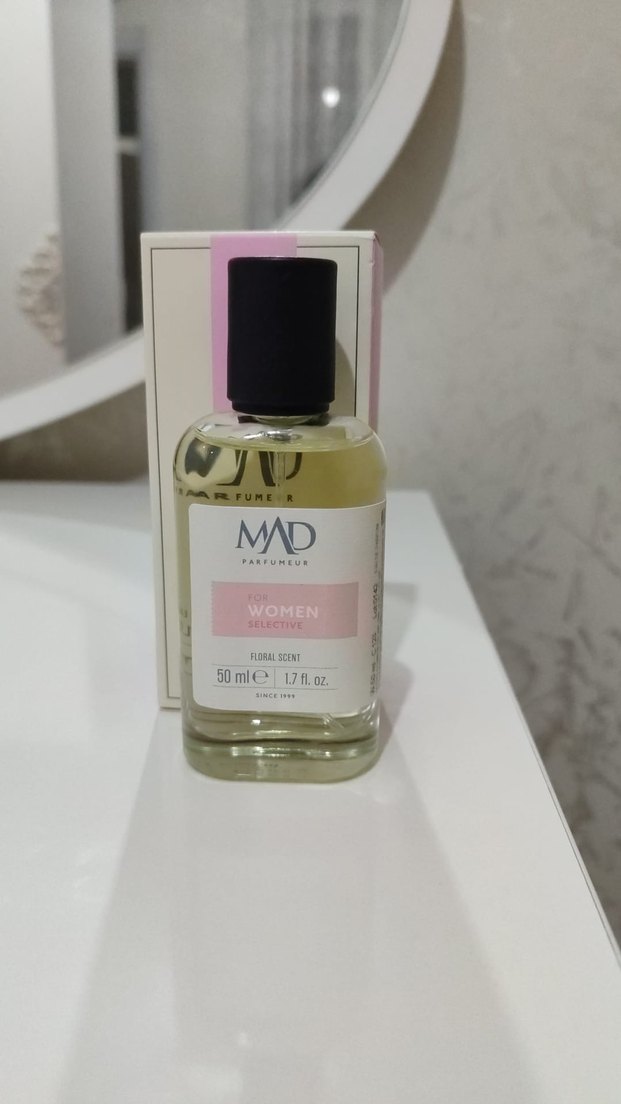 MAD
PARFUMEUR
FOR
WOMEN
SELECTIVE
FLORAL SCENT
50 ml ℮ 1.7 fl. oz.
SINCE 1999